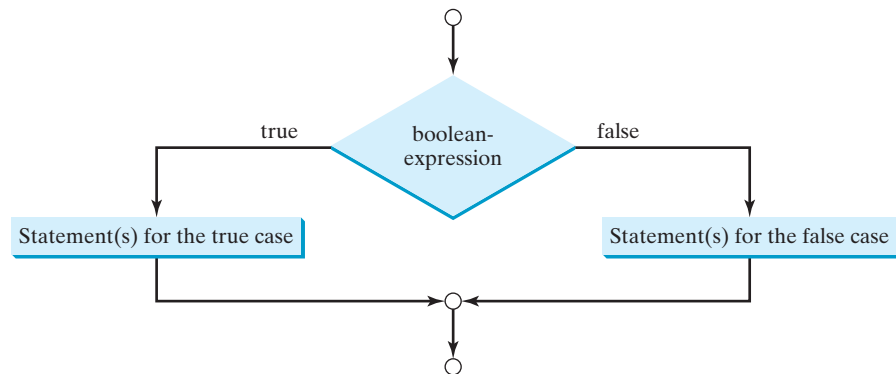 true
boolean-
expression
false
Statement(s) for the true case
Statement(s) for the false case